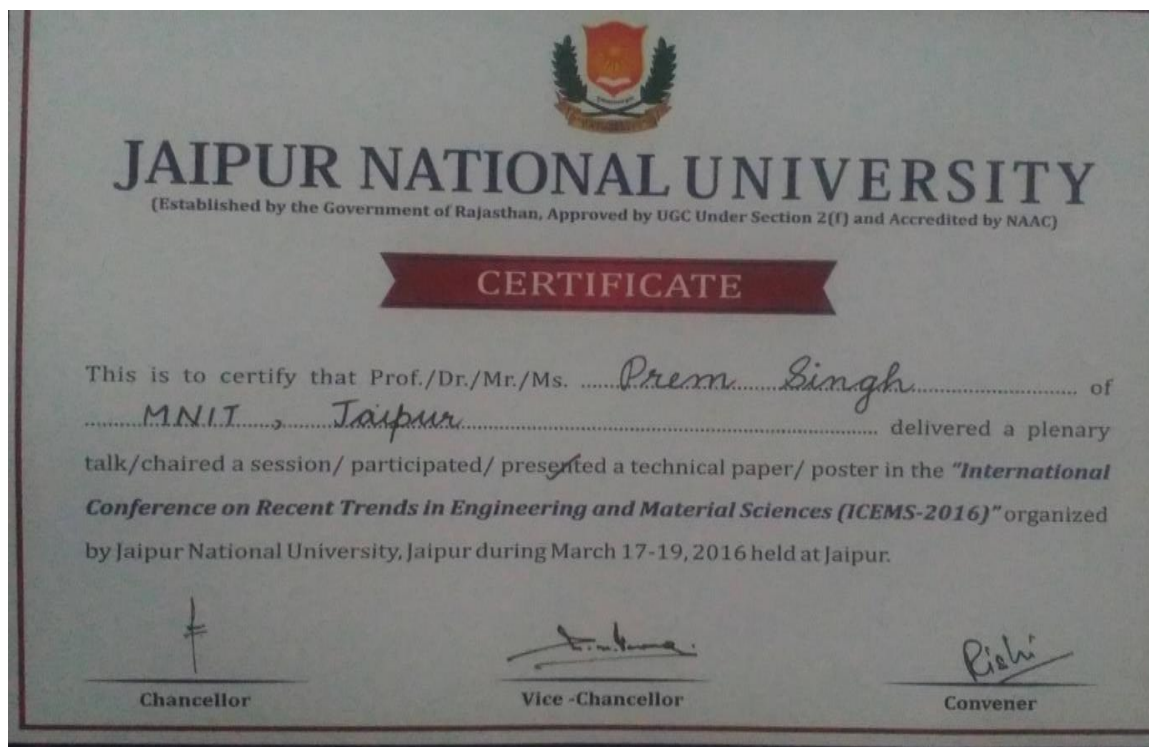 JAIPUR NATIONAL UNIVERSITY
(Established by the Government of Rajasthan, Approved by UGC Under Section 2(f) and Accredited by NAAC)
CERTIFICATE
This is to certify that Prof./Dr./Mr./Ms. ......Prem......Singh.............................. of
..........MNIT....,......Jaipur.................................................................. delivered a plenary
talk/chaired a session/ participated/ presented a technical paper/ poster in the "International
Conference on Recent Trends in Engineering and Material Sciences (ICEMS-2016)" organized
by Jaipur National University, Jaipur during March 17-19, 2016 held at Jaipur.
Rishi
Chancellor Vice -Chancellor Convener